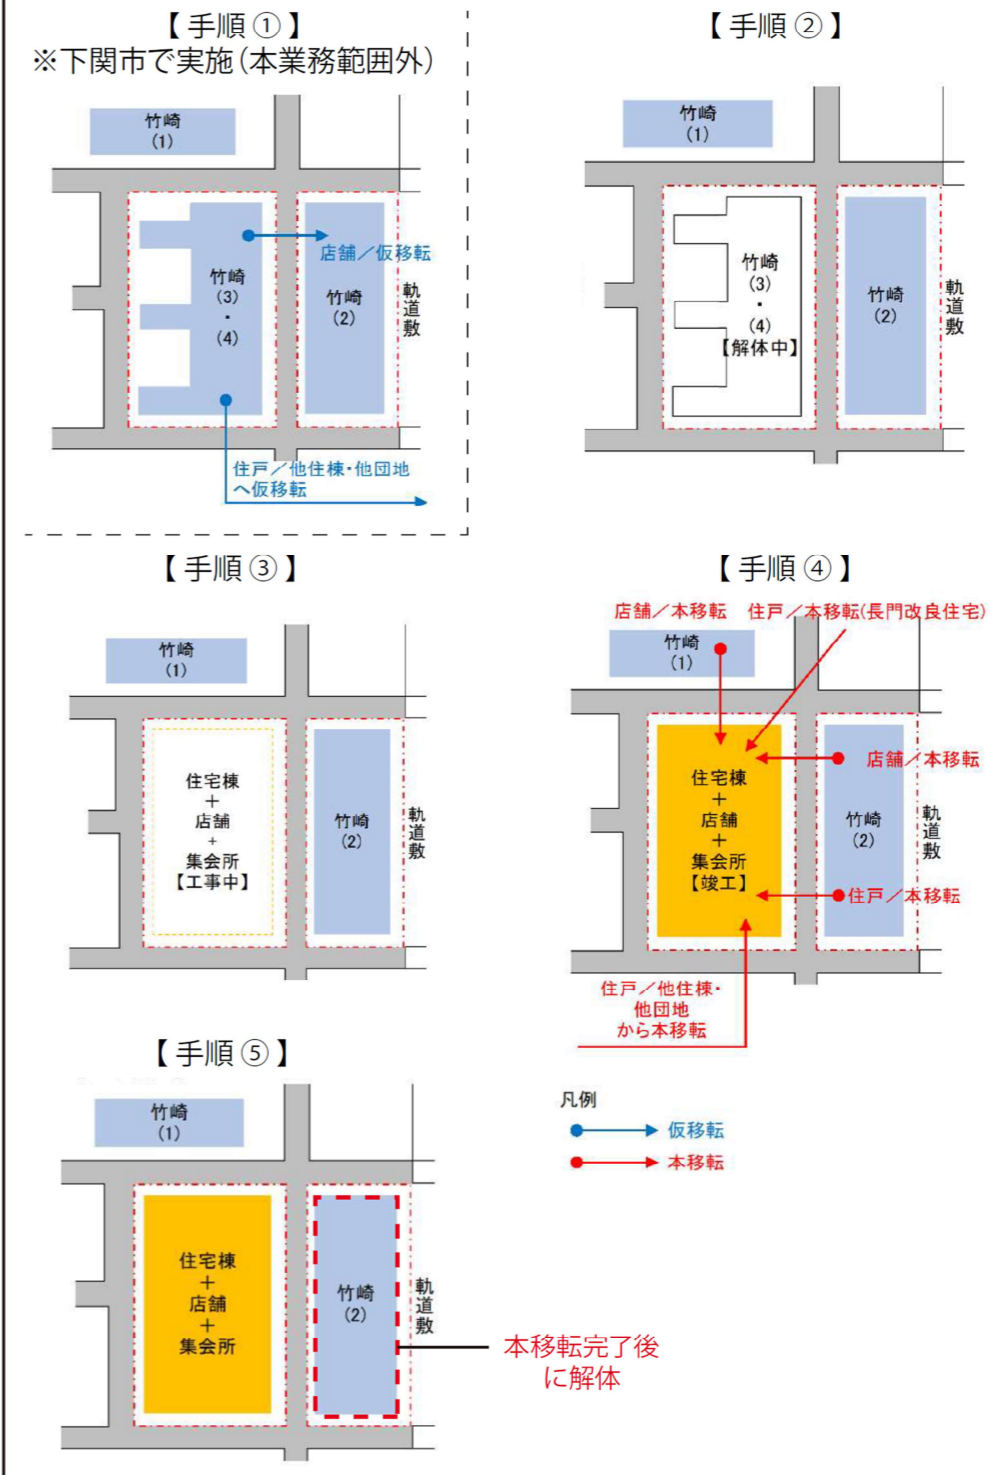 【 手順 ① 】
※下関市で実施（本業務範囲外）
竹崎
(1)
店舗／仮移転
竹崎
(3)
・
(4)
竹崎
(2)
軌道敷
住戸／他住棟・他団地
へ仮移転
【 手順 ② 】
竹崎
(1)
竹崎
(3)
・
(4)
【解体中】
竹崎
(2)
軌道敷
【 手順 ③ 】
竹崎
(1)
住宅棟
＋
店舗
＋
集会所
【工事中】
竹崎
(2)
軌道敷
【 手順 ④ 】
店舗／本移転
住戸／本移転(長門改良住宅)
竹崎
(1)
店舗／本移転
住宅棟
＋
店舗
＋
集会所
【竣工】
竹崎
(2)
軌道敷
住戸／本移転
住戸／他住棟・
他団地
から本移転
【 手順 ⑤ 】
竹崎
(1)
住宅棟
＋
店舗
＋
集会所
竹崎
(2)
軌道敷
本移転完了後
に解体
凡例
仮移転
本移転